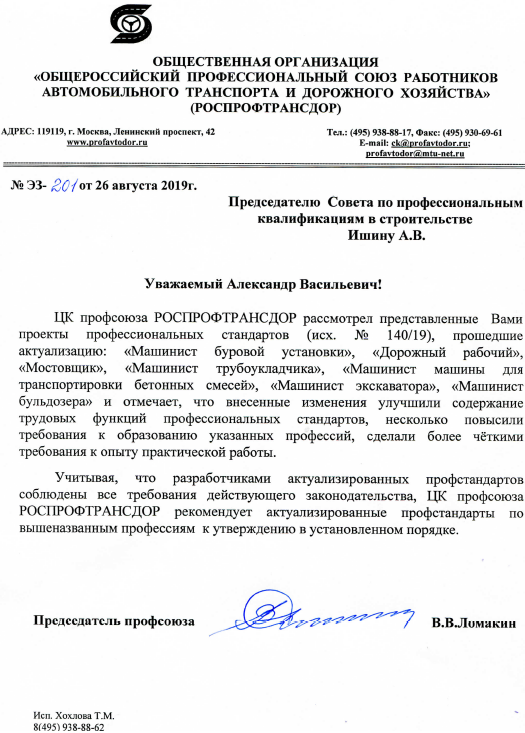 ОБЩЕСТВЕННАЯ ОРГАНИЗАЦИЯ
«ОБЩЕРОССИЙСКИЙ ПРОФЕССИОНАЛЬНЫЙ СОЮЗ РАБОТНИКОВ
АВТОМОБИЛЬНОГО ТРАНСПОРТА И ДОРОЖНОГО ХОЗЯЙСТВА»
(РОСПРОФТРАНСДОР)
АДРЕС: 119119, г. Москва, Ленинский проспект, 42
www.profavtodor.ru
Тел.: (495) 938-88-17, Факс: (495) 930-69-61
E-mail: ck@profavtodor.ru;
profavtodor@mtu-net.ru
№ ЭЗ-201 от 26 августа 2019г.
Председателю Совета по профессиональным
квалификациям в строительстве
Ишину А.В.
Уважаемый Александр Васильевич!
ЦК профсоюза РОСПРОФТРАНСДОР рассмотрел представленные Вами
проекты профессиональных стандартов (исх. № 140/19), прошедшие
актуализацию: «Машинист буровой установки», «Дорожный рабочий»,
«Мостовщик», «Машинист трубоукладчика», «Машинист машины для
транспортировки бетонных смесей», «Машинист экскаватора», «Машинист
бульдозера» и отмечает, что внесенные изменения улучшили содержание
трудовых функций профессиональных стандартов, несколько повысили
требования к образованию указанных профессий, сделали более чёткими
требования к опыту практической работы.
Учитывая, что разработчиками актуализированных профстандартов
соблюдены все требования действующего законодательства, ЦК профсоюза
РОСПРОФТРАНСДОР рекомендует актуализированные профстандарты по
вышеназванным профессиям к утверждению в установленном порядке.
Председатель профсоюза
В.В.Ломакин
Исп. Хохлова Т.М.
8(495) 938-88-62